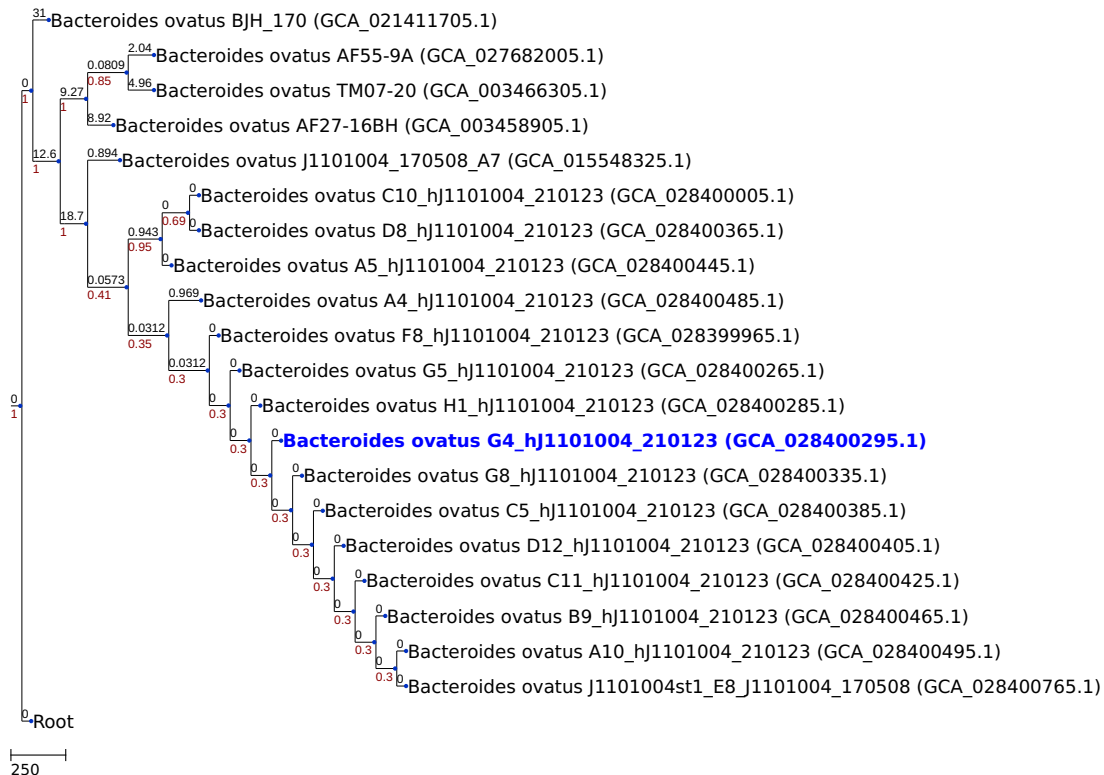 31
Bacteroides ovatus BJH_170 (GCA_021411705.1)
2.04
Bacteroides ovatus AF55-9A (GCA_027682005.1)
0.0809
0.85
0
1
9.27
1
4.96
Bacteroides ovatus TM07-20 (GCA_003466305.1)
8.92
Bacteroides ovatus AF27-16BH (GCA_003458905.1)
12.6
1
0.894
Bacteroides ovatus J1101004_170508_A7 (GCA_015548325.1)
0
Bacteroides ovatus C10_hJ1101004_210123 (GCA_028400005.1)
18.7
1
0
0.69
0
Bacteroides ovatus D8_hJ1101004_210123 (GCA_028400365.1)
0.943
0.95
0
Bacteroides ovatus A5_hJ1101004_210123 (GCA_028400445.1)
0.0573
0.41
0.969
Bacteroides ovatus A4_hJ1101004_210123 (GCA_028400485.1)
0.0312
0.35
0
Bacteroides ovatus F8_hJ1101004_210123 (GCA_028399965.1)
0.0312
0.3
0
Bacteroides ovatus G5_hJ1101004_210123 (GCA_028400265.1)
0
1
0
0.3
0
Bacteroides ovatus H1_hJ1101004_210123 (GCA_028400285.1)
0
0.3
0
Bacteroides ovatus G4_hJ1101004_210123 (GCA_028400295.1)
0
0.3
0
Bacteroides ovatus G8_hJ1101004_210123 (GCA_028400335.1)
0
0.3
0
Bacteroides ovatus C5_hJ1101004_210123 (GCA_028400385.1)
0
0.3
0
Bacteroides ovatus D12_hJ1101004_210123 (GCA_028400405.1)
0
0.3
0
Bacteroides ovatus C11_hJ1101004_210123 (GCA_028400425.1)
0
0.3
0
Bacteroides ovatus B9_hJ1101004_210123 (GCA_028400465.1)
0
0.3
0
Bacteroides ovatus A10_hJ1101004_210123 (GCA_028400495.1)
0
0.3
0
Bacteroides ovatus J1101004st1_E8_J1101004_170508 (GCA_028400765.1)
0
Root
250